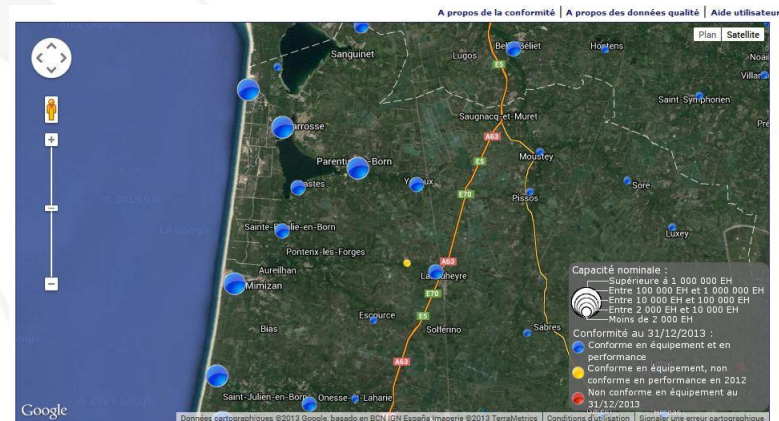 A propos de la conformité | A propos des données qualité | Aide utilisateur
Plan Satellite
Sanguinet
Lugos
Hostens
Saint-Symphorien
Saugnacq-et-Muret
Moustey
Sore
Pissos
Luxey
Sainte-Eulalie-en-Born
Pontenx-les-Forges
Aureilhan
Mimizan
Bias
Escource
Solférino
Sabres
Saint-Julien-en-Born
Onesse-et-Laharie
E5
A63
E5
E70
A63
E70
E5
A63
Capacité nominale :
Supérieure à 1 000 000 EH
Entre 100 000 EH et 1 000 000 EH
Entre 10 000 EH et 100 000 EH
Entre 2 000 EH et 10 000 EH
Moins de 2 000 EH
Conformité au 31/12/2013 :
Conforme en équipement et en
performance
Conforme en équipement, non
conforme en performance en 2012
Non conforme en équipement au
31/12/2013
Google
Données cartographiques ©2013 Google, basado en BCN IGN España Imagerie ©2013 TerraMetrics | Conditions d'utilisation | Signaler une erreur cartographique